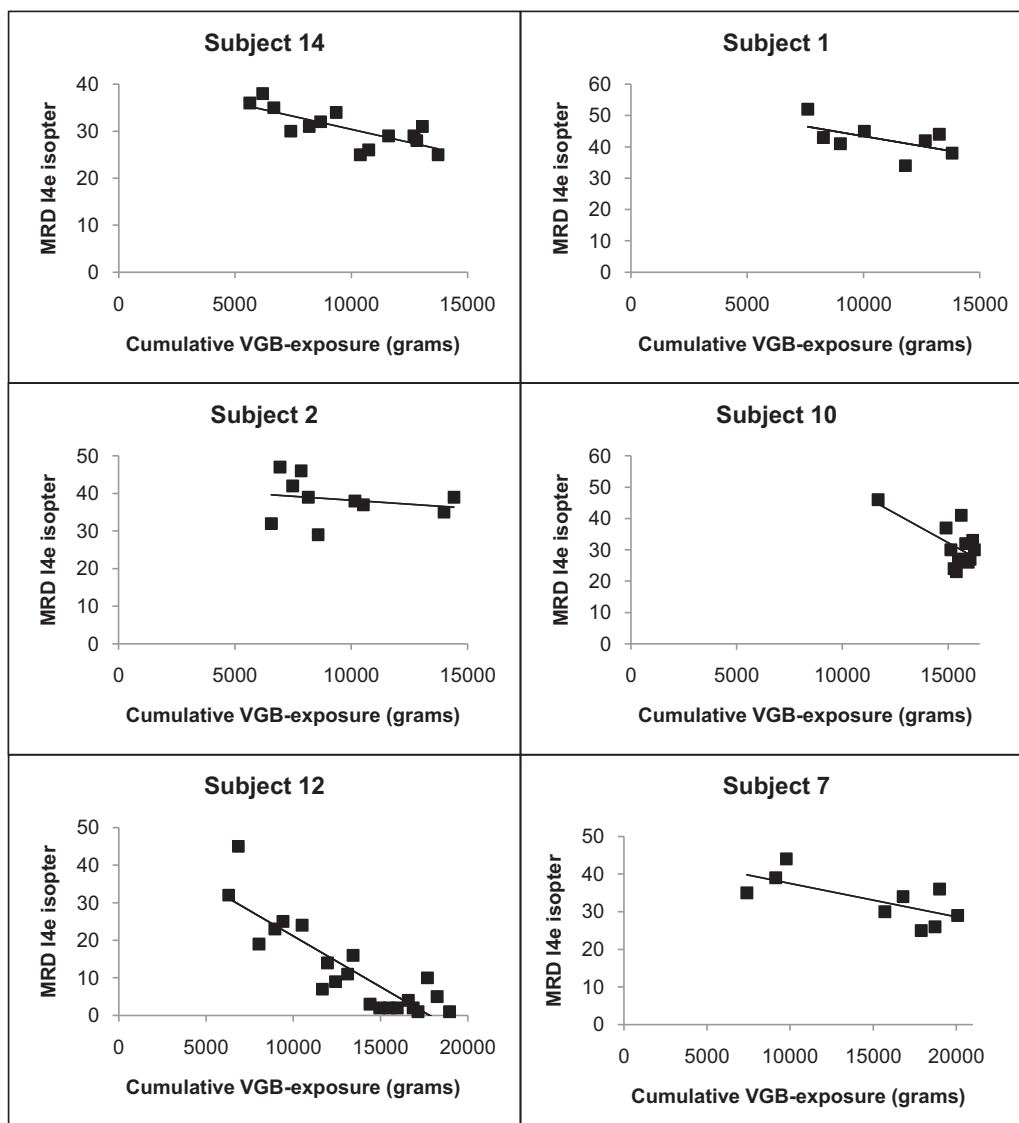 Subject 14
40
30
20
10
0
MRD I4e isopter
0 5000 10000 15000
Cumulative VGB-exposure (grams)
Subject 1
60
50
40
30
20
10
0
MRD I4e isopter
0 5000 10000 15000
Cumulative VGB-exposure (grams)
Subject 2
50
40
30
20
10
0
MRD I4e isopter
0 5000 10000 15000
Cumulative VGB-exposure (grams)
Subject 10
60
50
40
30
20
10
0
MRD I4e isopter
0 5000 10000 15000
Cumulative VGB-exposure (grams)
Subject 12
50
40
30
20
10
0
MRD I4e isopter
0 5000 10000 15000 20000
Cumulative VGB-exposure (grams)
Subject 7
50
40
30
20
10
0
MRD I4e isopter
0 5000 10000 15000 20000
Cumulative VGB-exposure (grams)